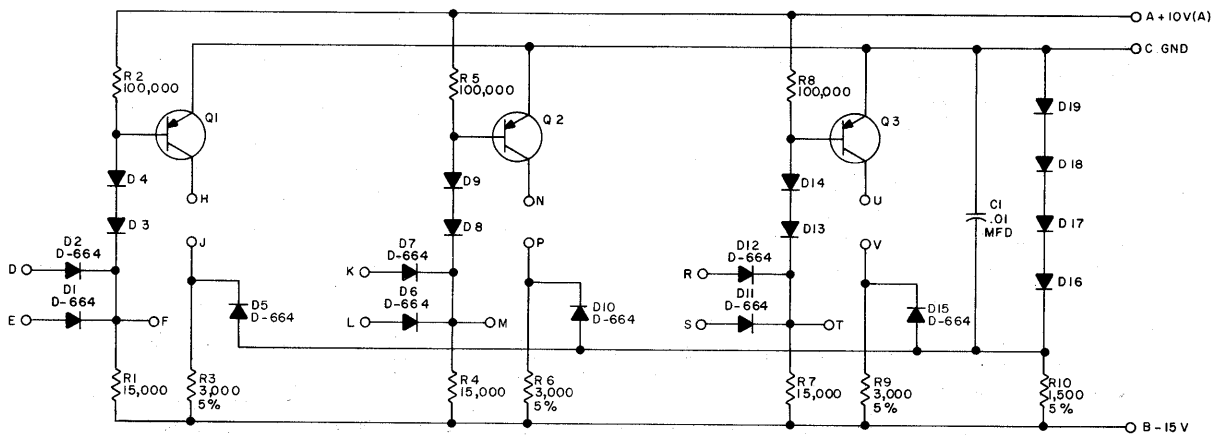 A +10V(A)
C GND
R2
100,000
Q1
R5
100,000
Q2
R8
100,000
Q3
D19
D4
D9
D14
D18
H
N
U
C1
.01
MFD
D3
D8
D13
D17
J
P
V
D2
D-664
D
D7
D-664
K
D12
D-664
R
D16
D1
D-664
E
F
D5
D-664
D6
D-664
L
M
D10
D-664
D11
D-664
S
T
D15
D-664
R1
15,000
R3
3,000
5%
R4
15,000
R6
3,000
5%
R7
15,000
R9
3,000
5%
R10
1,500
5%
B -15V